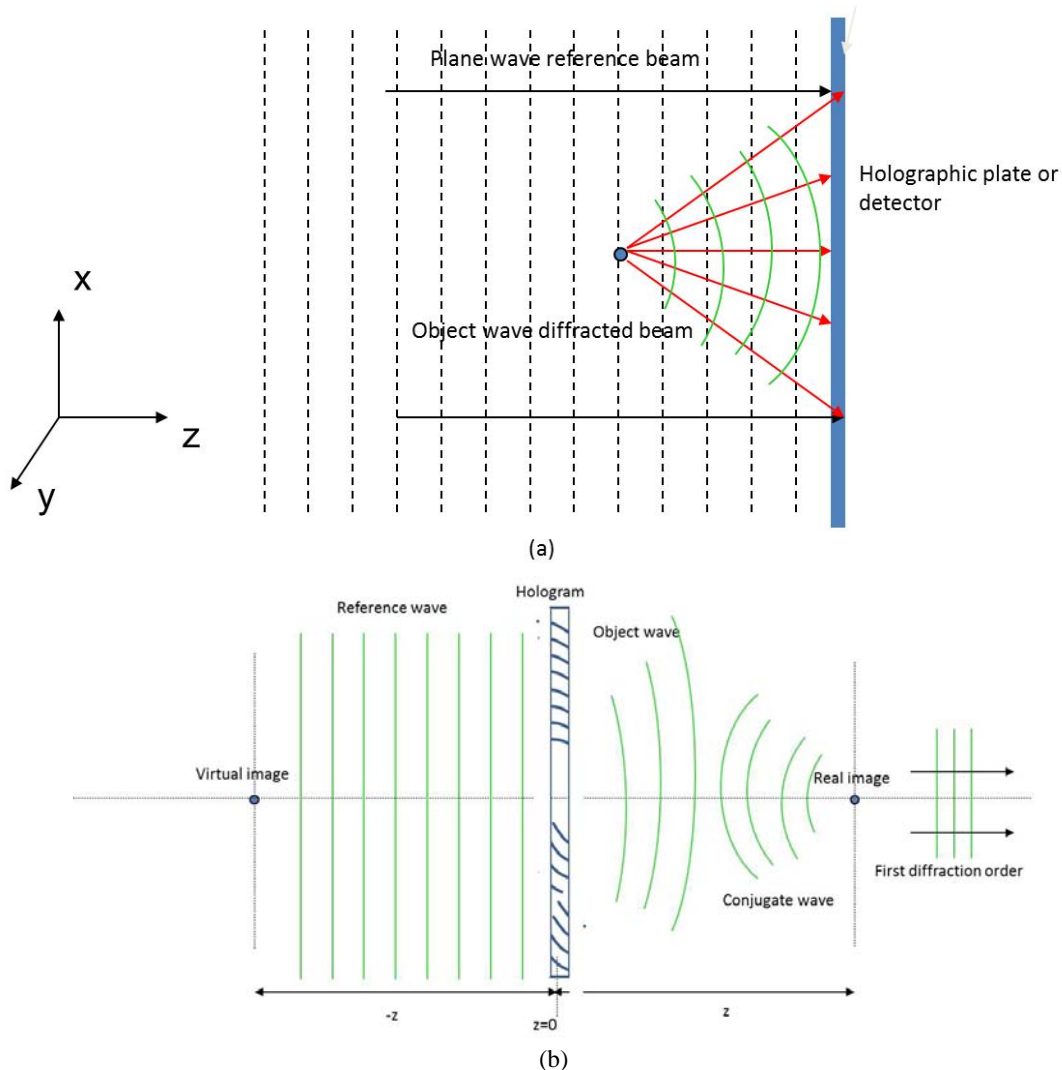 Plane wave reference beam
Holographic plate or
detector
x
Object wave diffracted beam
z
y
(a)
Hologram
Reference wave
Object wave
Virtual image
Real image
First diffraction order
Conjugate wave
-z
z
z=0
(b)